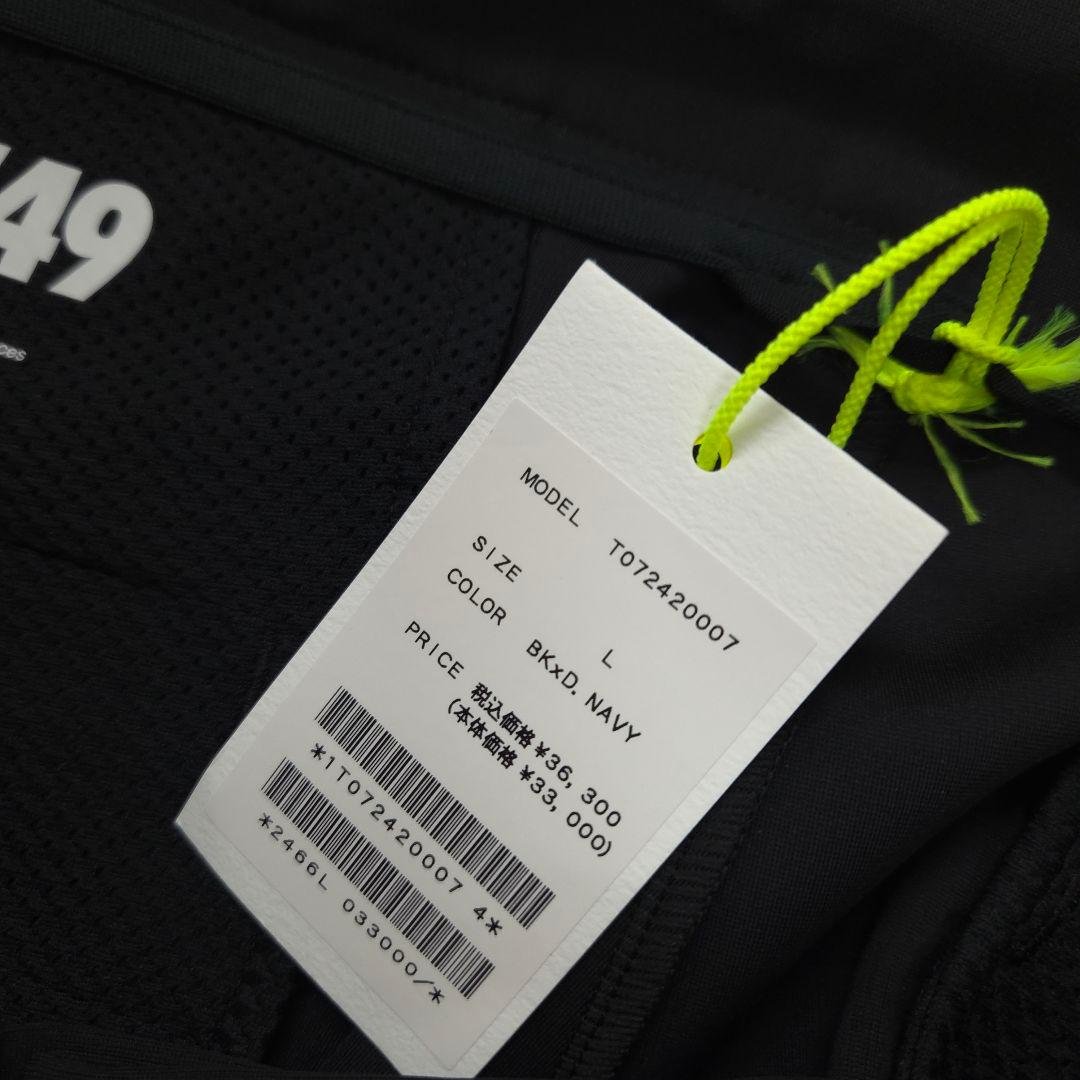 49
ces
MODEL T072420007
SIZE L
COLOR BKxD. NAVY
PRICE 税込価格 ¥36, 300
(本体価格 ¥33, 000)
*1T072420007 4*
*2466L 033000/*